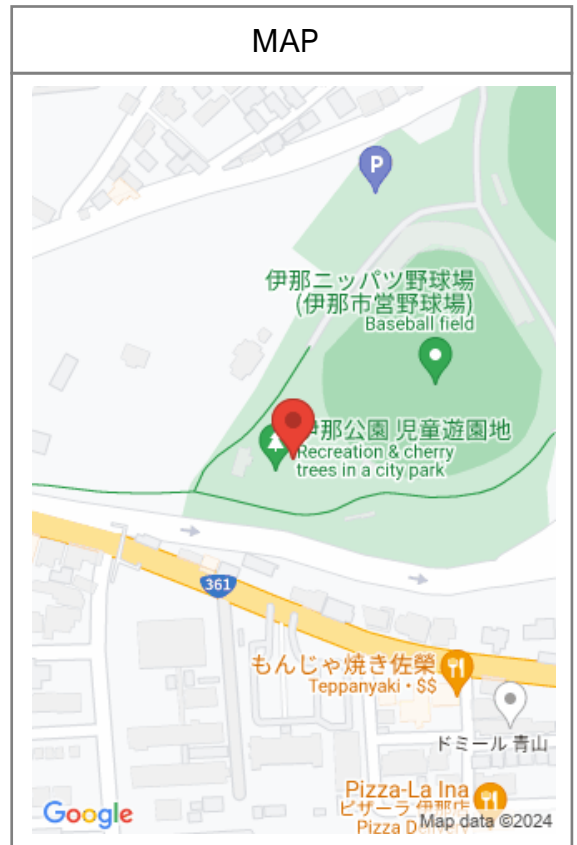 MAP
P
伊那ニッパツ野球場
(伊那市営野球場)
Baseball field
那公園 児童遊園地
Recreation & cherry
trees in a city park
361
もんじゃ焼き佐榮
Teppanyaki・$$
ドミール 青山
Pizza-La Ina
ピザーラ 伊那店
Pizza Delivery
Google
Map data ©2024